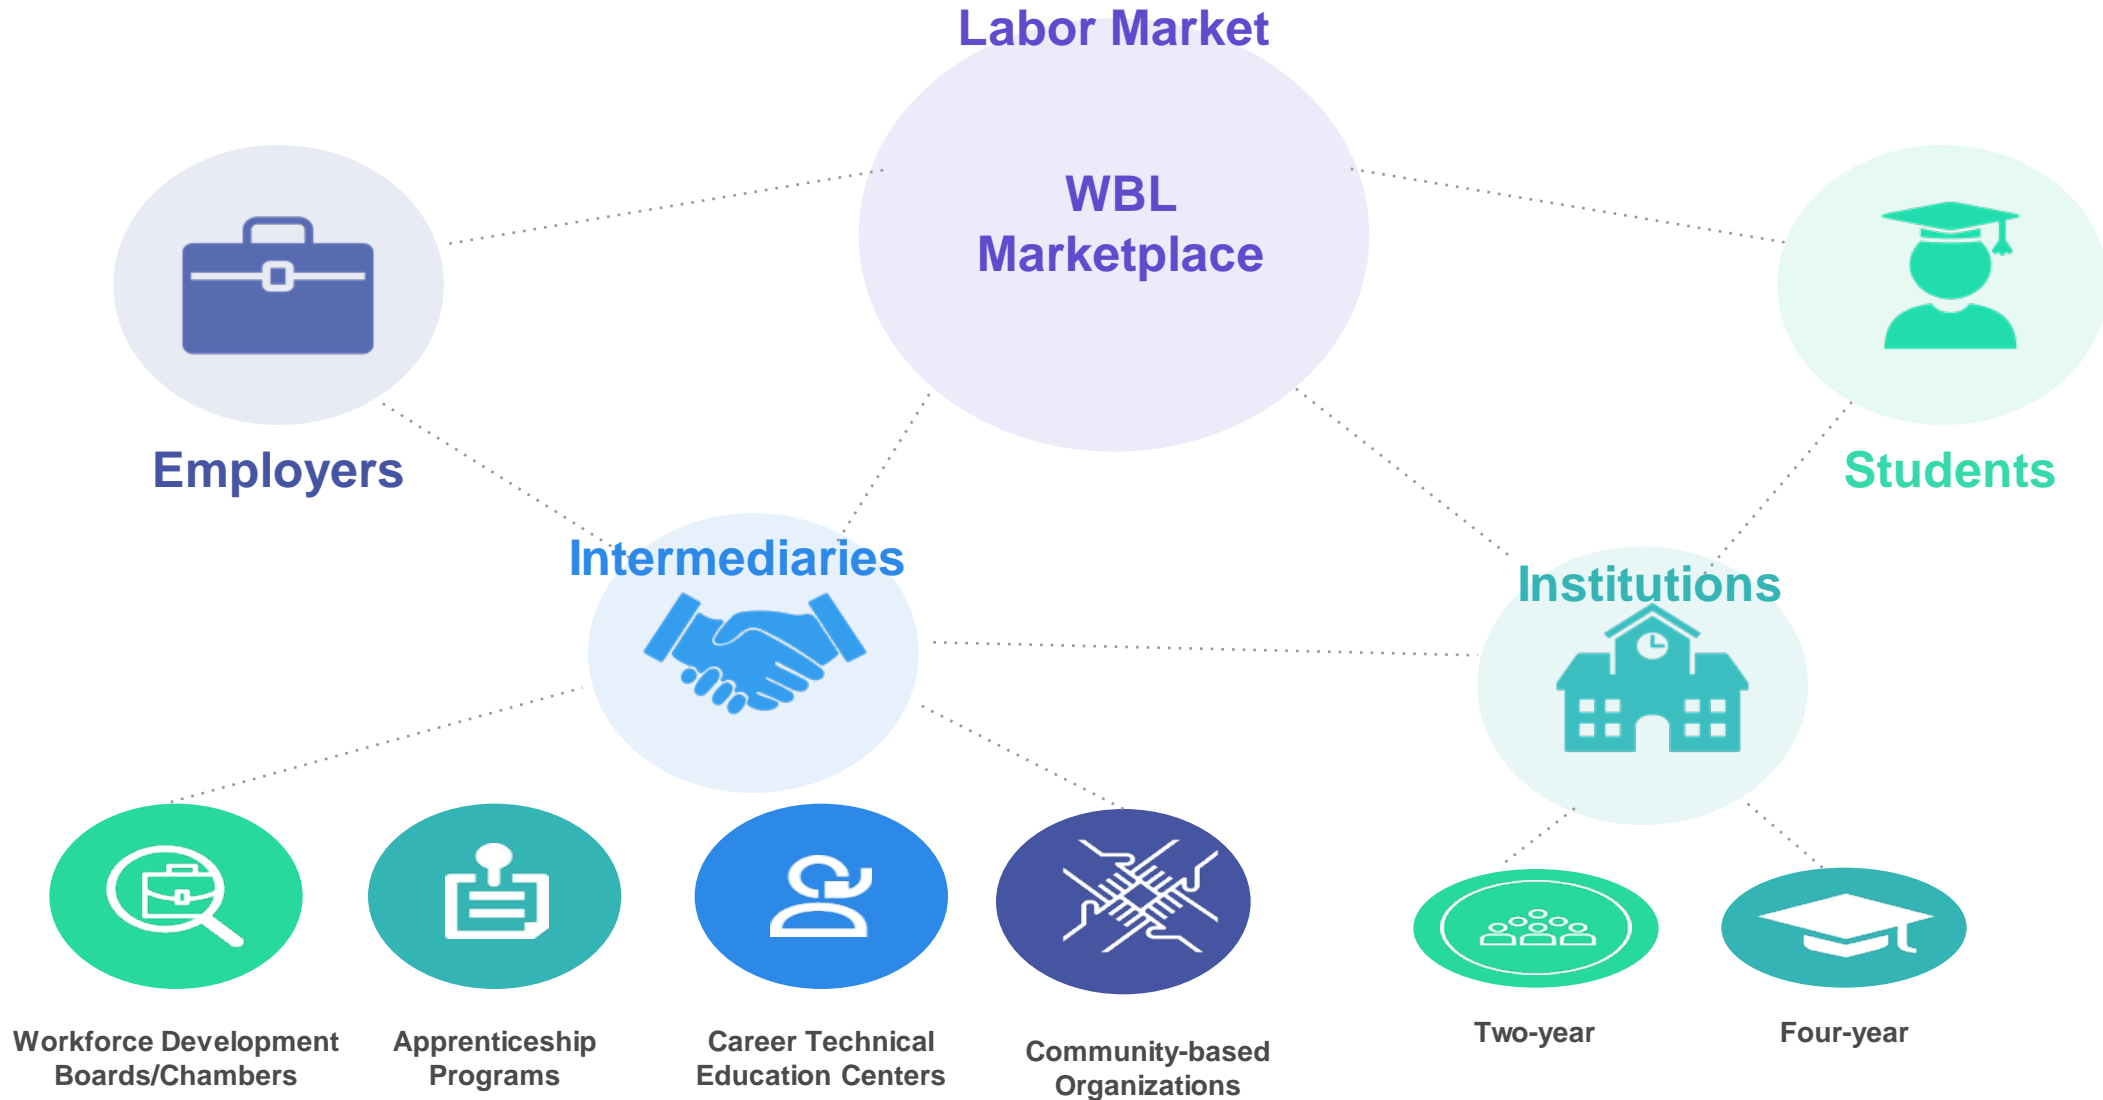 Labor Market
WBL
Marketplace
Employers
Students
Intermediaries
Institutions
Workforce Development
Boards/Chambers
Apprenticeship
Programs
Career Technical
Education Centers
Community-based
Organizations
Two-year
Four-year